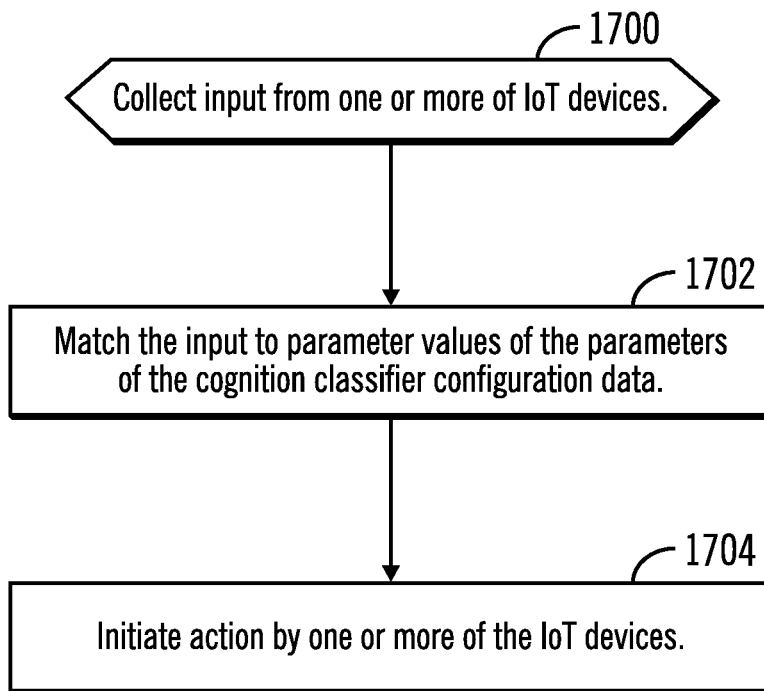 1700
Collect input from one or more of IoT devices.
1702
Match the input to parameter values of the parameters
of the cognition classifier configuration data.
1704
Initiate action by one or more of the IoT devices.